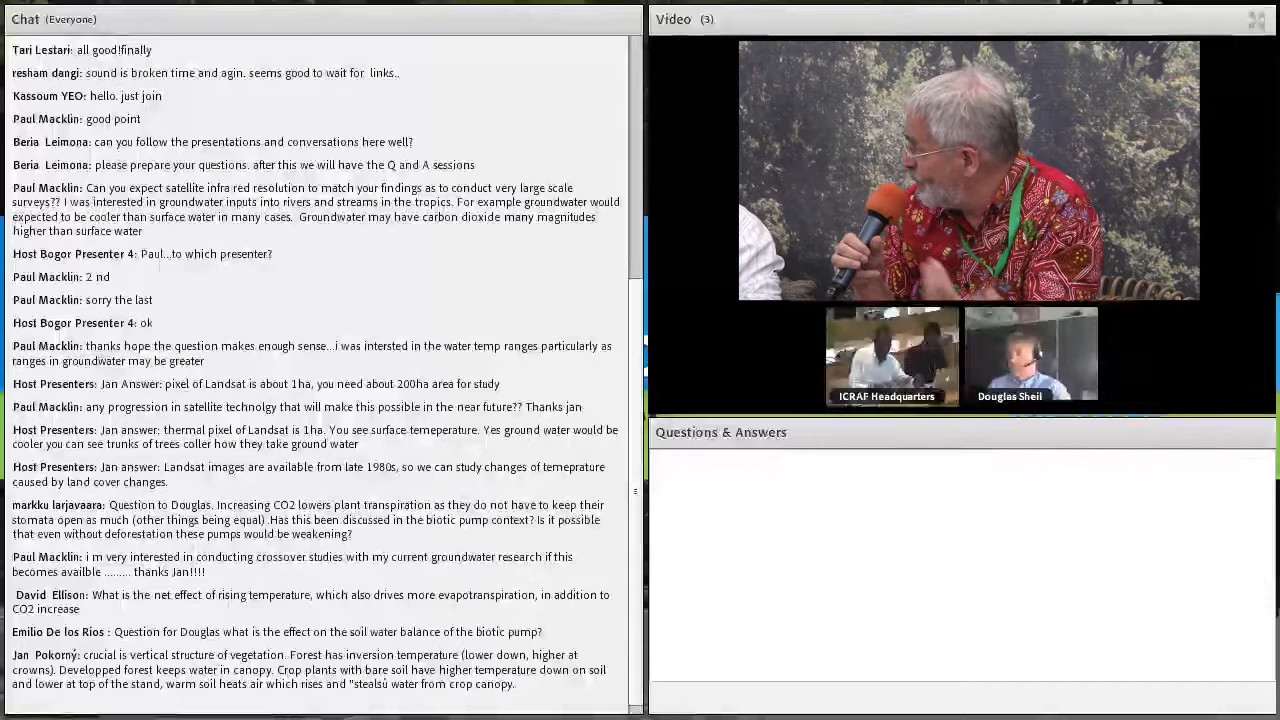 Chat (Everyone)
Tari Lestari: all good!finally
resham dangi: sound is broken time and agin. seems good to wait for links..
Kassoum YEO: hello. just join
Paul Macklin: good point
Beria Leimona: can you follow the presentations and conversations here well?
Beria Leimona: please prepare your questions. after this we will have the Q and A sessions
Paul Macklin: Can you expect satellite infra red resolution to match your findings as to conduct very large scale
surveys?? I was interested in groundwater inputs into rivers and streams in the tropics. For example groundwater would
expected to be cooler than surface water in many cases. Groundwater may have carbon dioxide many magnitudes
higher than surface water
Host Bogor Presenter 4: Paul...to which presenter?
Paul Macklin: 2 nd
Paul Macklin: sorry the last
Host Bogor Presenter 4: ok
Paul Macklin: thanks hope the question makes enough sense...i was intersted in the water temp ranges particularly as
ranges in groundwater may be greater
Host Presenters: Jan Answer: pixel of Landsat is about 1ha, you need about 200ha area for study
Paul Macklin: any progression in satellite technolgy that will make this possible in the near future?? Thanks jan
Host Presenters: Jan answer: thermal pixel of Landsat is 1ha. You see surface temeperature. Yes ground water would be
cooler you can see trunks of trees coller how they take ground water
Host Presenters: Jan answer: Landsat images are available from late 1980s, so we can study changes of temeprature
caused by land cover changes.
markku larjavaara: Question to Douglas. Increasing CO2 lowers plant transpiration as they do not have to keep their
stomata open as much (other things being equal) .Has this been discussed in the biotic pump context? Is it possible
that even without deforestation these pumps would be weakening?
Paul Macklin: i m very interested in conducting crossover studies with my current groundwater research if this
becomes availble ......... thanks Jan!!!!
David Ellison: What is the net effect of rising temperature, which also drives more evapotranspiration, in addition to
CO2 increase
Emilio De los Rios : Question for Douglas what is the effect on the soil water balance of the biotic pump?
Jan Pokorný: crucial is vertical structure of vegetation. Forest has inversion temperature (lower down, higher at
crowns). Developped forest keeps water in canopy. Crop plants with bare soil have higher temperature down on soil
and lower at top of the stand, warm soil heats air which rises and "stealsů water from crop canopy.
Video (3)
ICRAF Headquarters
Douglas Sheil
Questions & Answers